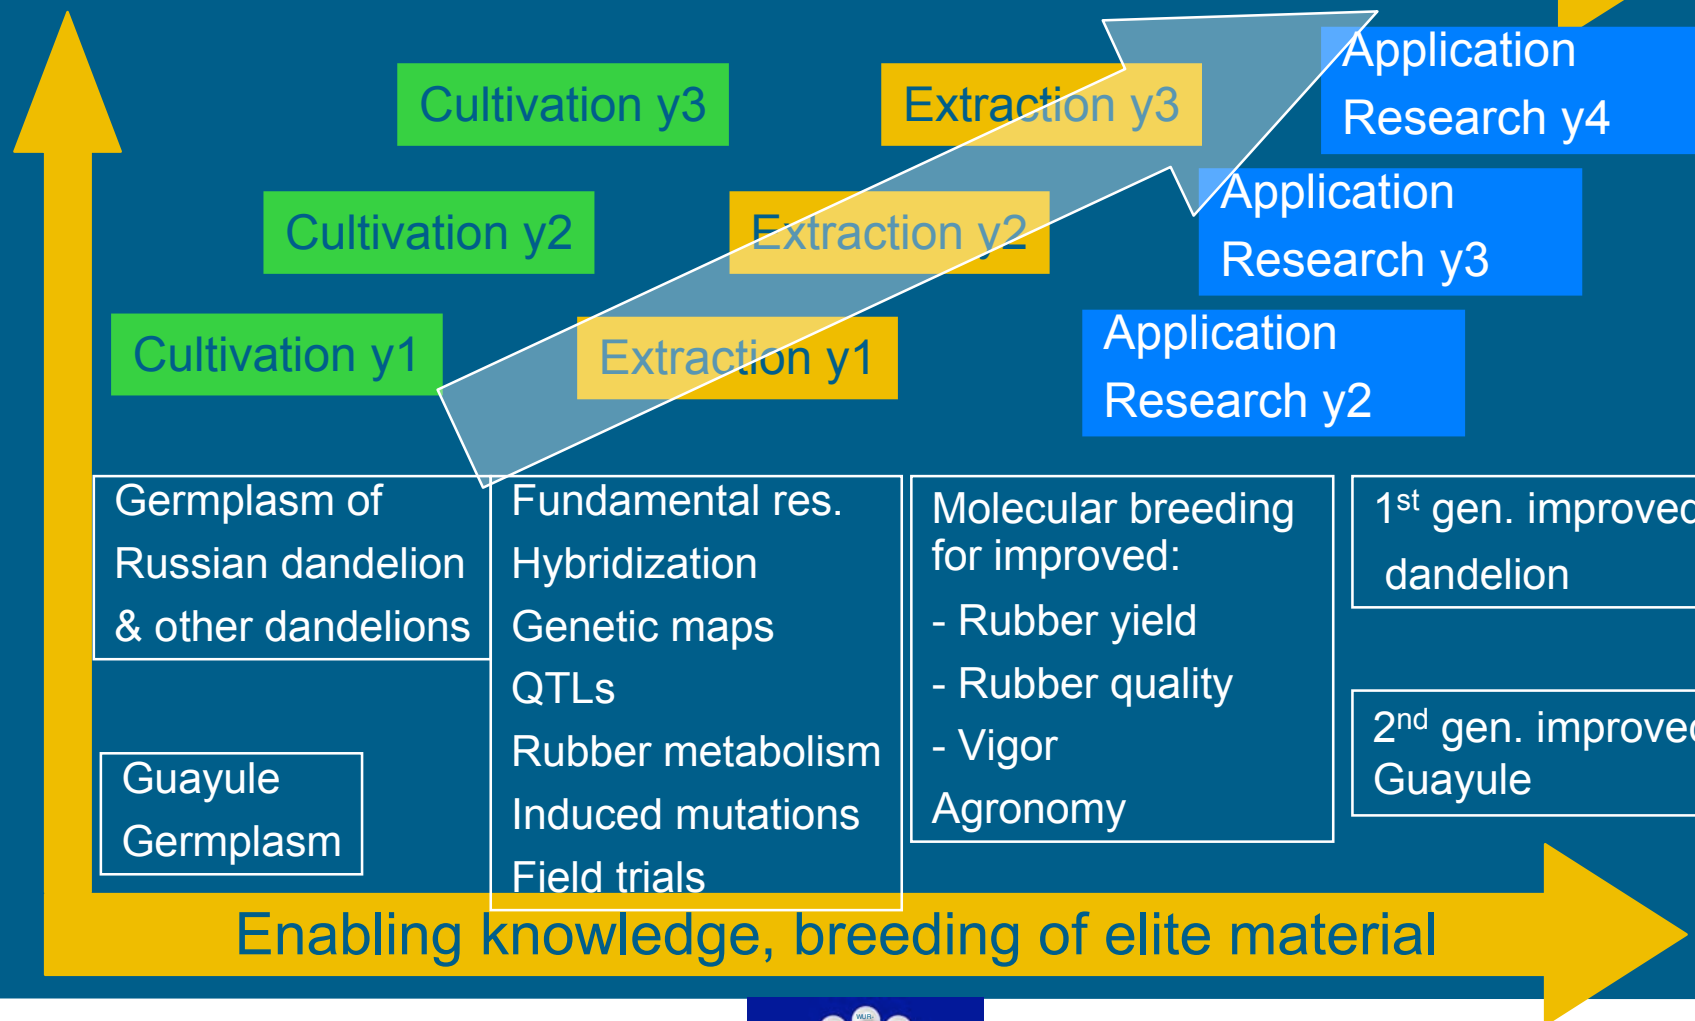 Cultivation y3
Extraction y3
Application
Research y4
Cultivation y2
Extraction y2
Application
Research y3
Cultivation y1
Extraction y1
Application
Research y2
Germplasm of
Russian dandelion
& other dandelions
Guayule
Germplasm
Fundamental res.
Hybridization
Genetic maps
QTLs
Rubber metabolism
Induced mutations
Field trials
Molecular breeding
for improved:
- Rubber yield
- Rubber quality
- Vigor
Agronomy
1st gen. improved
dandelion
2nd gen. improved
Guayule
Enabling knowledge, breeding of elite material